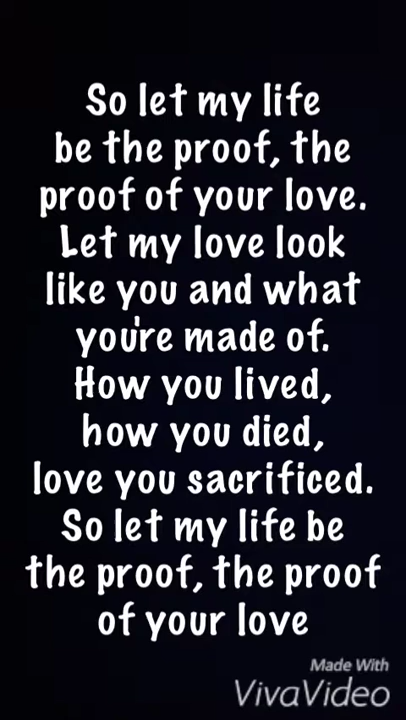 So let my life
be the proof, the
proof of your love.
Let my love look
like you and what
you're made of.
How you lived,
how you died,
love you sacrificed.
So let my life be
the proof, the proof
of your love
Made With
VivaVideo